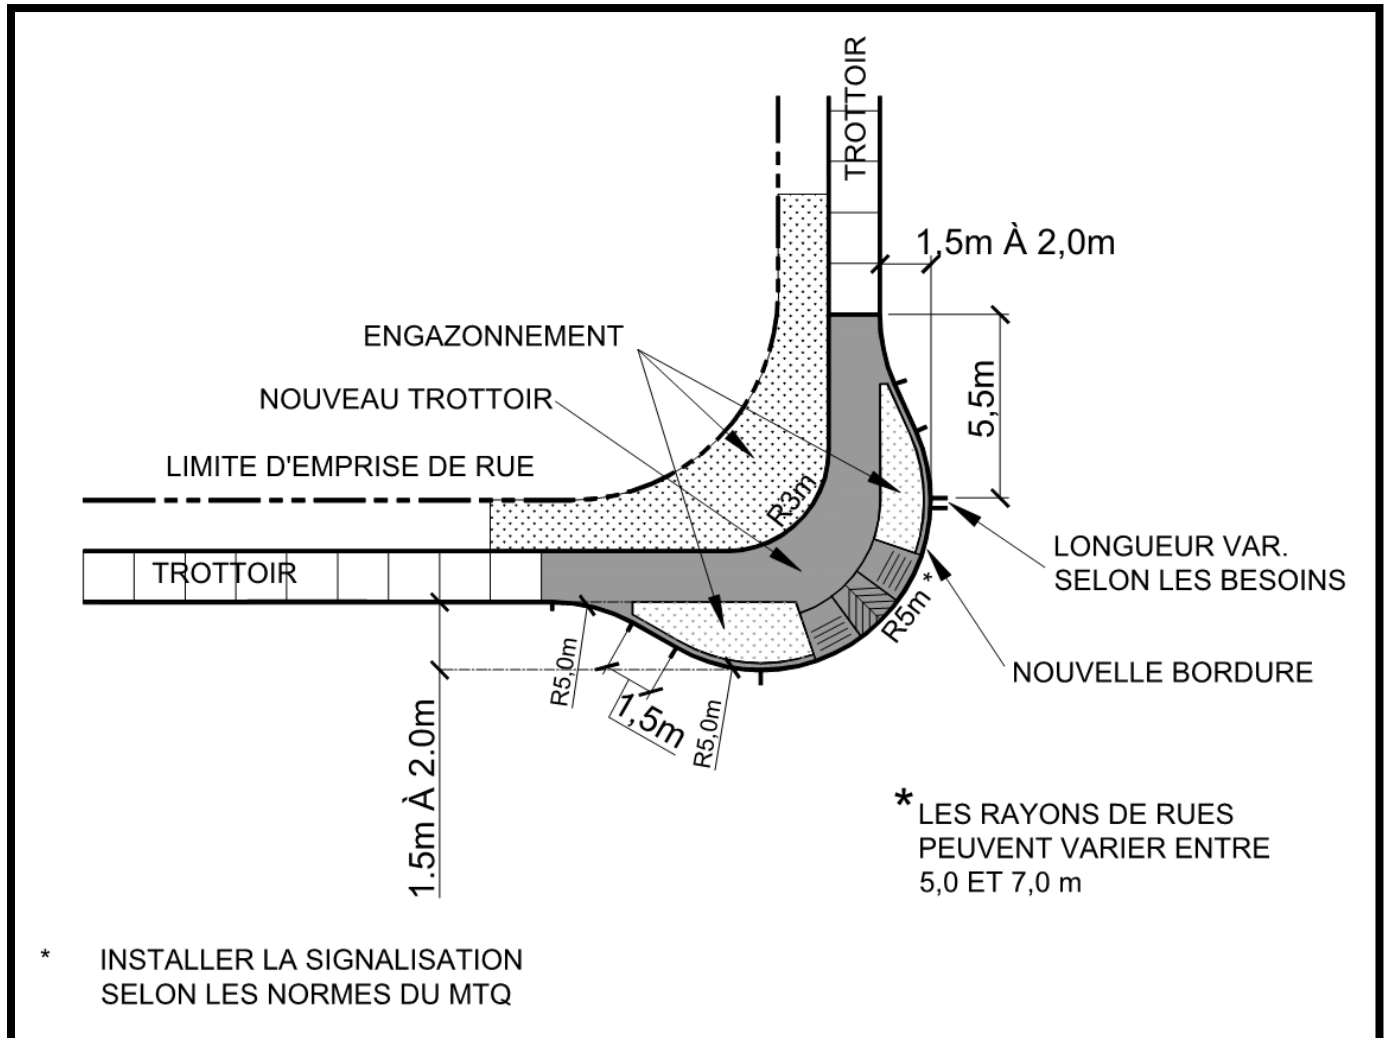 TROTTOIR
1,5m À 2,0m
ENGAZONNEMENT
NOUVEAU TROTTOIR
5,5m
LIMITE D'EMPRISE DE RUE
R3m
LONGUEUR VAR.
SELON LES BESOINS
TROTTOIR
R5m *
NOUVELLE BORDURE
R5,0m
1,5m
R5,0m
1.5m À 2.0m
* LES RAYONS DE RUES
PEUVENT VARIER ENTRE
5,0 ET 7,0 m
* INSTALLER LA SIGNALISATION
SELON LES NORMES DU MTQ